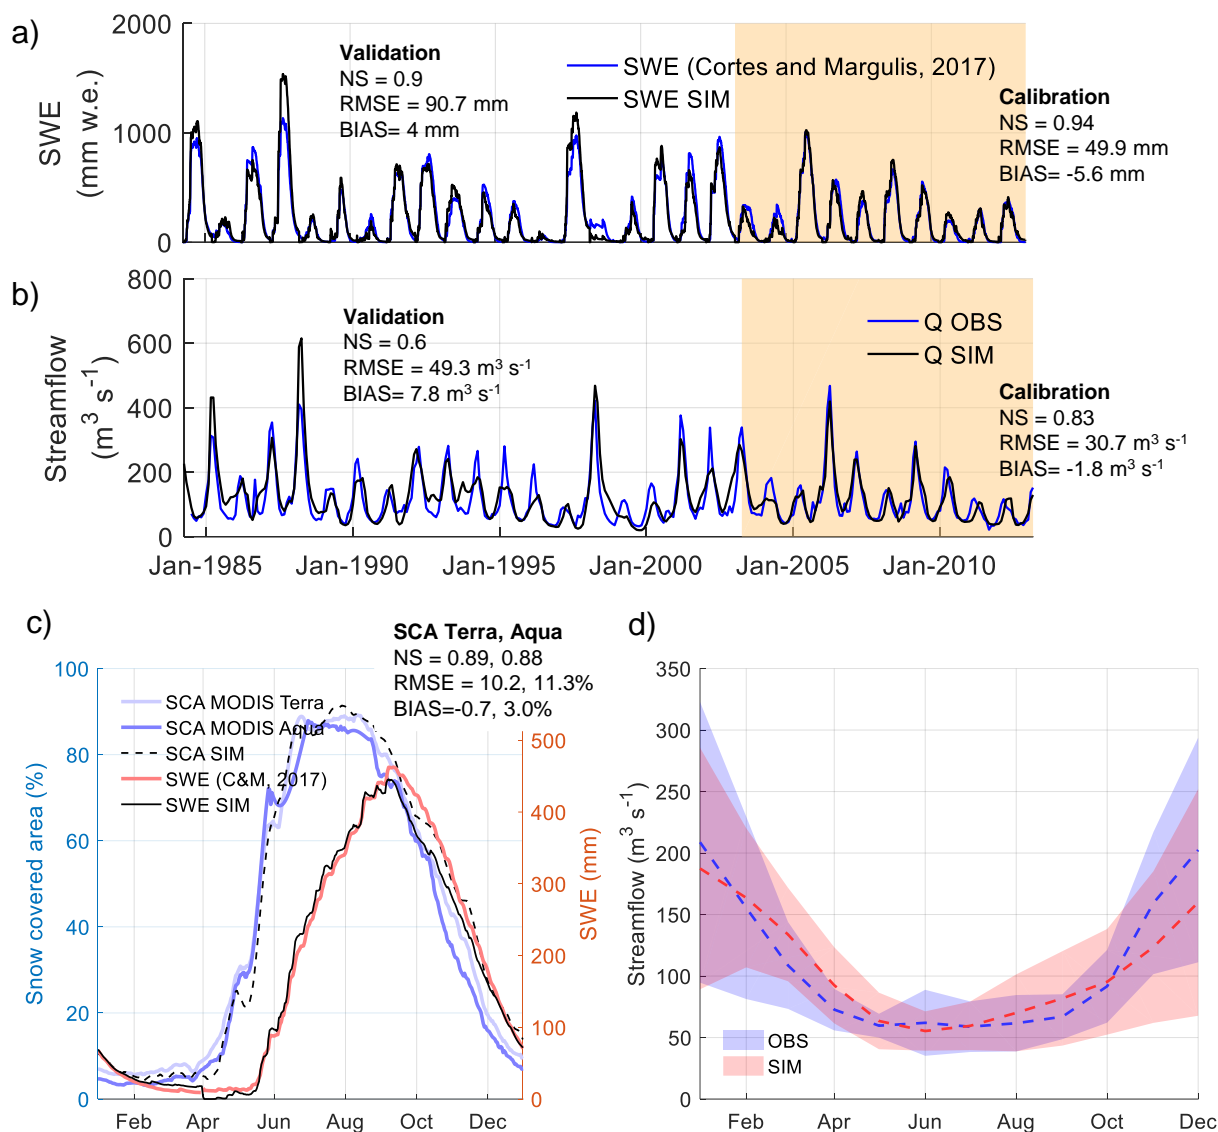 a)
2000
1000
0
SWE
(mm w.e.)
Validation
NS = 0.9
RMSE = 90.7 mm
BIAS= 4 mm
SWE (Cortes and Margulis, 2017)
SWE SIM
Calibration
NS = 0.94
RMSE = 49.9 mm
BIAS= -5.6 mm
b)
800
600
400
200
0
Streamflow
(m³ s⁻¹)
Validation
NS = 0.6
RMSE = 49.3 m³ s⁻¹
BIAS= 7.8 m³ s⁻¹
Q OBS
Q SIM
Calibration
NS = 0.83
RMSE = 30.7 m³ s⁻¹
BIAS= -1.8 m³ s⁻¹
Jan-1985 Jan-1990 Jan-1995 Jan-2000 Jan-2005 Jan-2010
c)
SCA Terra, Aqua
NS = 0.89, 0.88
RMSE = 10.2, 11.3%
BIAS=-0.7, 3.0%
100
80
60
40
20
0
Snow covered area (%)
SCA MODIS Terra
SCA MODIS Aqua
SCA SIM
SWE (C&M, 2017)
SWE SIM
500
400
300
200
100
0
SWE (mm)
Feb Apr Jun Aug Oct Dec
d)
350
300
250
200
150
100
50
0
Streamflow (m³ s⁻¹)
OBS
SIM
Feb Apr Jun Aug Oct Dec